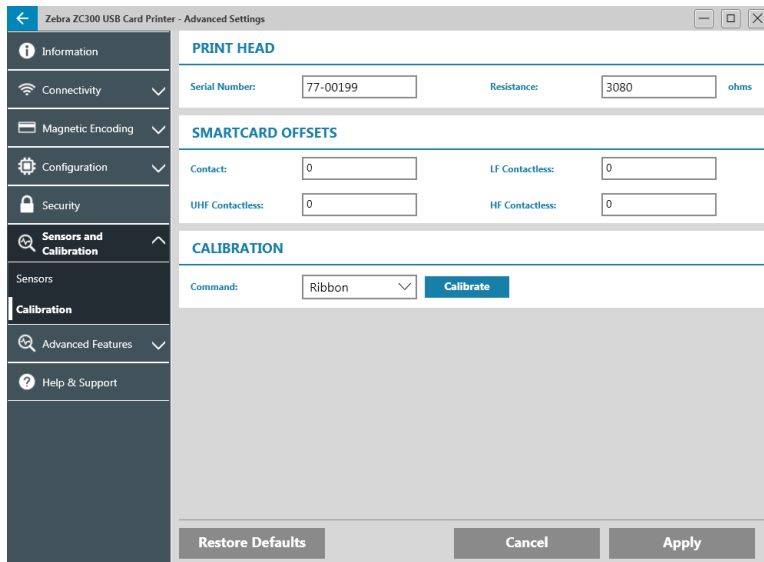 Zebra ZC300 USB Card Printer - Advanced Settings
Information
Connectivity
Magnetic Encoding
Configuration
Security
Sensors and
Calibration
Sensors
Calibration
Advanced Features
Help & Support
PRINT HEAD
Serial Number: 77-00199 Resistance: 3080 ohms
SMARTCARD OFFSETS
Contact: 0 LF Contactless: 0
UHF Contactless: 0 HF Contactless: 0
CALIBRATION
Command: Ribbon Calibrate
Restore Defaults Cancel Apply